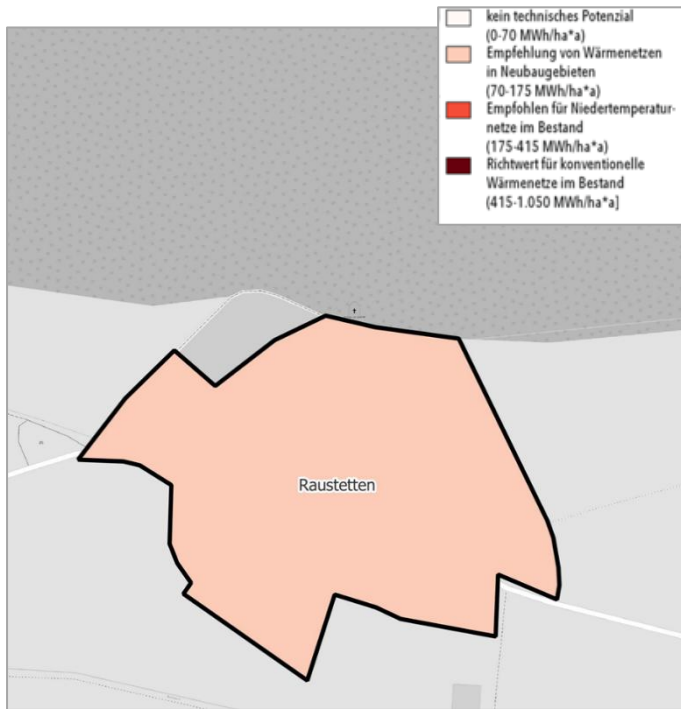 kein technisches Potenzial
(0-70 MWh/ha*a)
Empfehlung von Wärmenetzen
in Neubaugebieten
(70-175 MWh/ha*a)
Empfohlen für Niedertemperatur-
netze im Bestand
(175-415 MWh/ha*a)
Richtwert für konventionelle
Wärmenetze im Bestand
(415-1.050 MWh/ha*a]
Raustetten